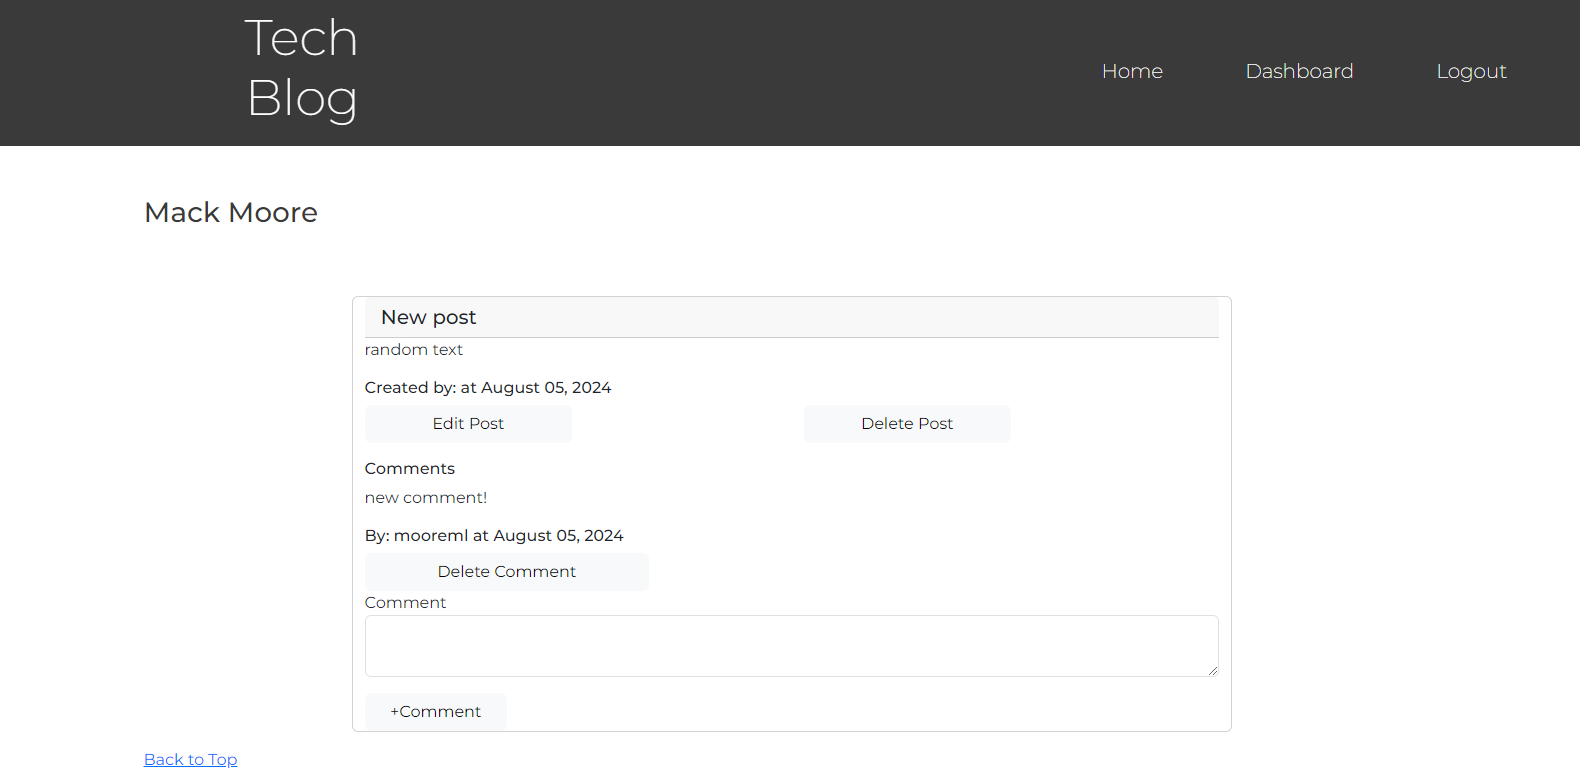 Tech
Blog
Home Dashboard Logout
Mack Moore
New post
random text
Created by: at August 05, 2024
Edit Post Delete Post
Comments
new comment!
By: mooreml at August 05, 2024
Delete Comment
Comment
+Comment
Back to Top